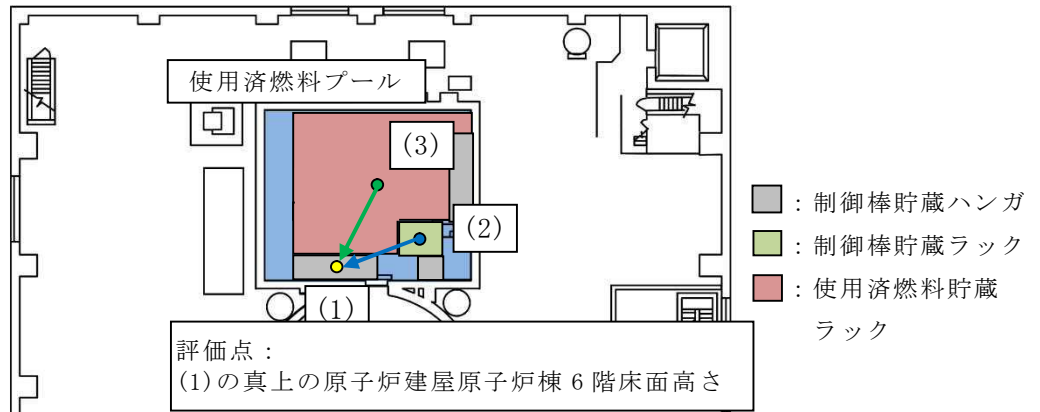 使用済燃料プール
(3)
(2)
(1)
：制御棒貯蔵ハンガ
：制御棒貯蔵ラック
：使用済燃料貯蔵
ラック
評価点：
(1)の真上の原子炉建屋原子炉棟6階床面高さ